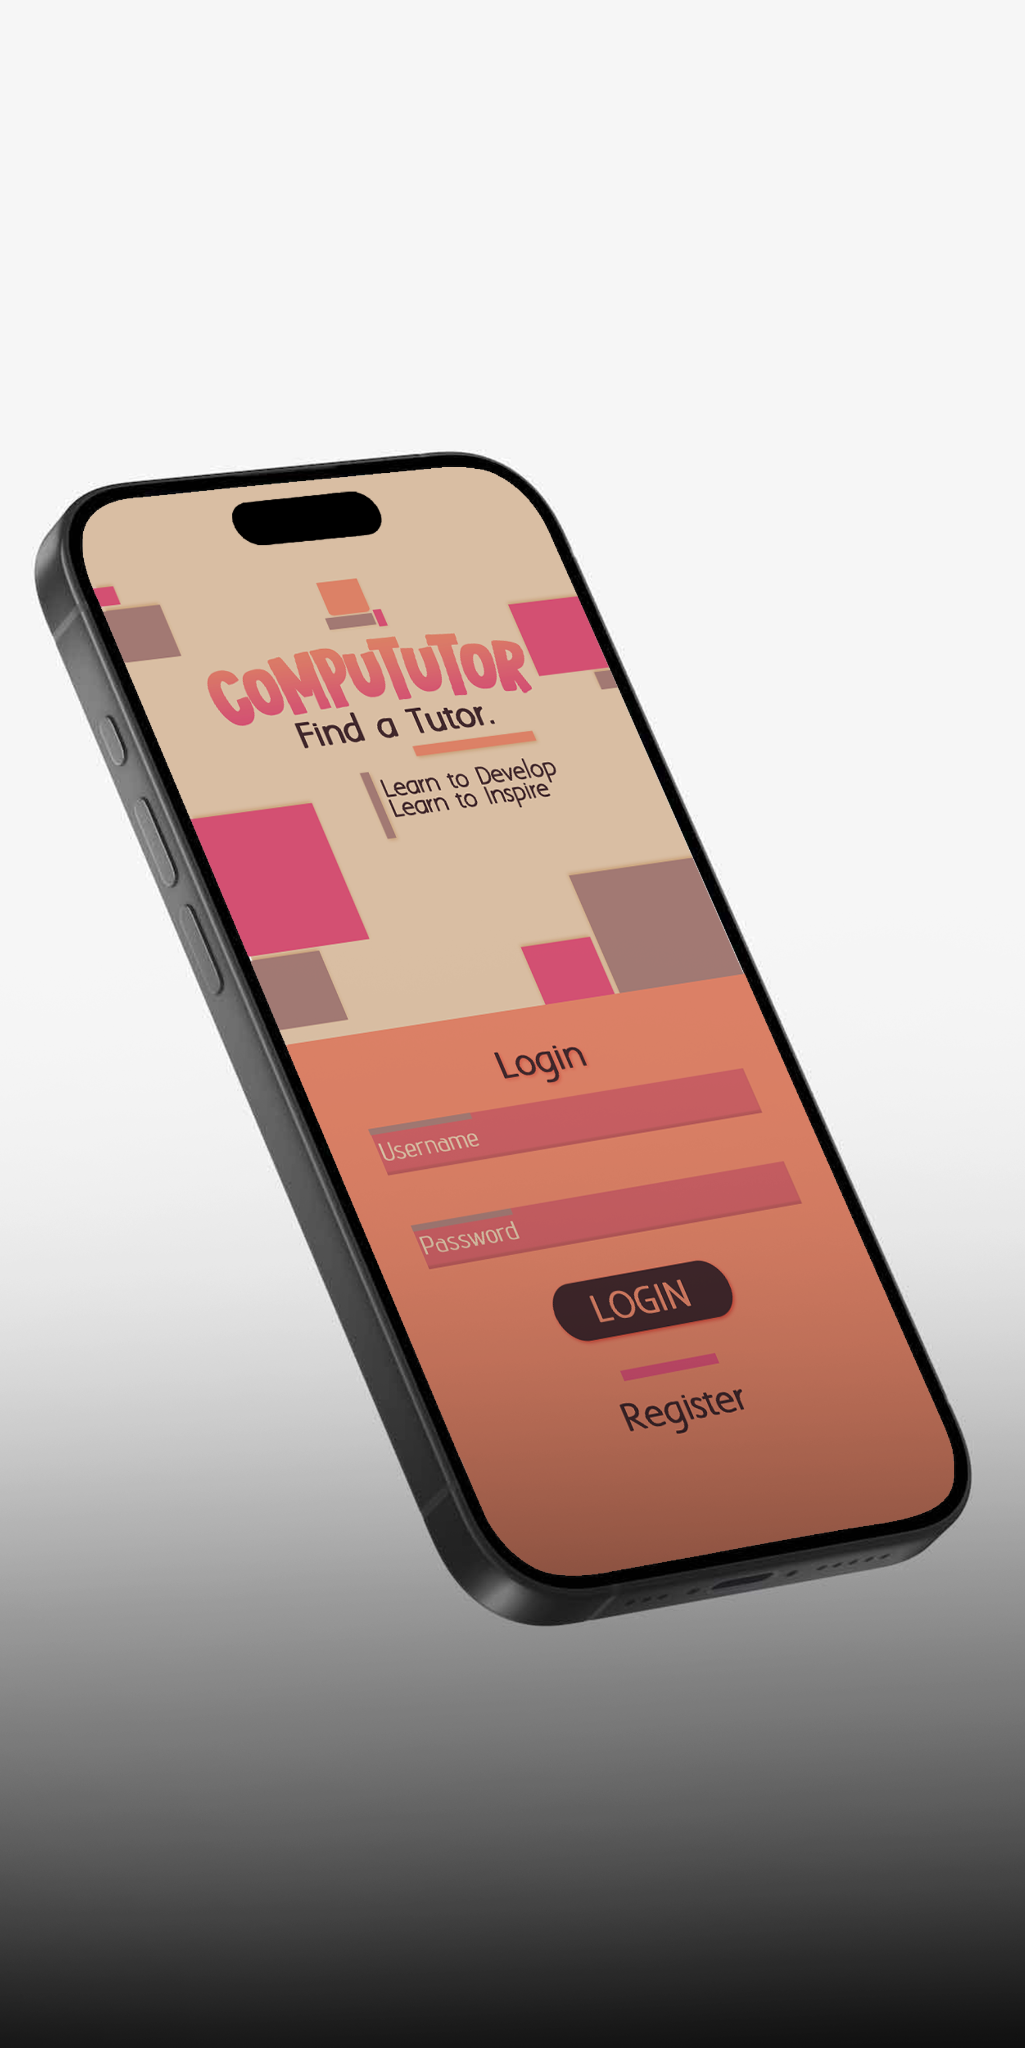 COMPUTUTOR
Find a Tutor.
Learn to Develop
Learn to Inspire
Login
Username
Password
LOGIN
Register